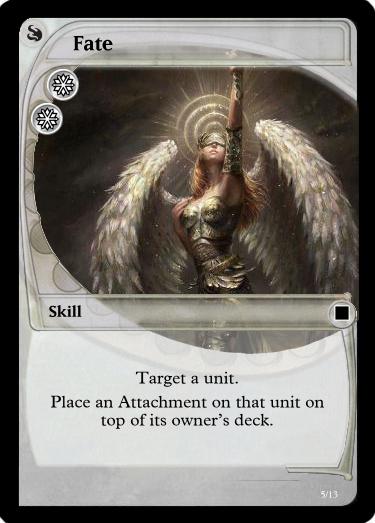 Fate
Skill
Target a unit.
Place an Attachment on that unit on
top of its owner's deck.
5/13